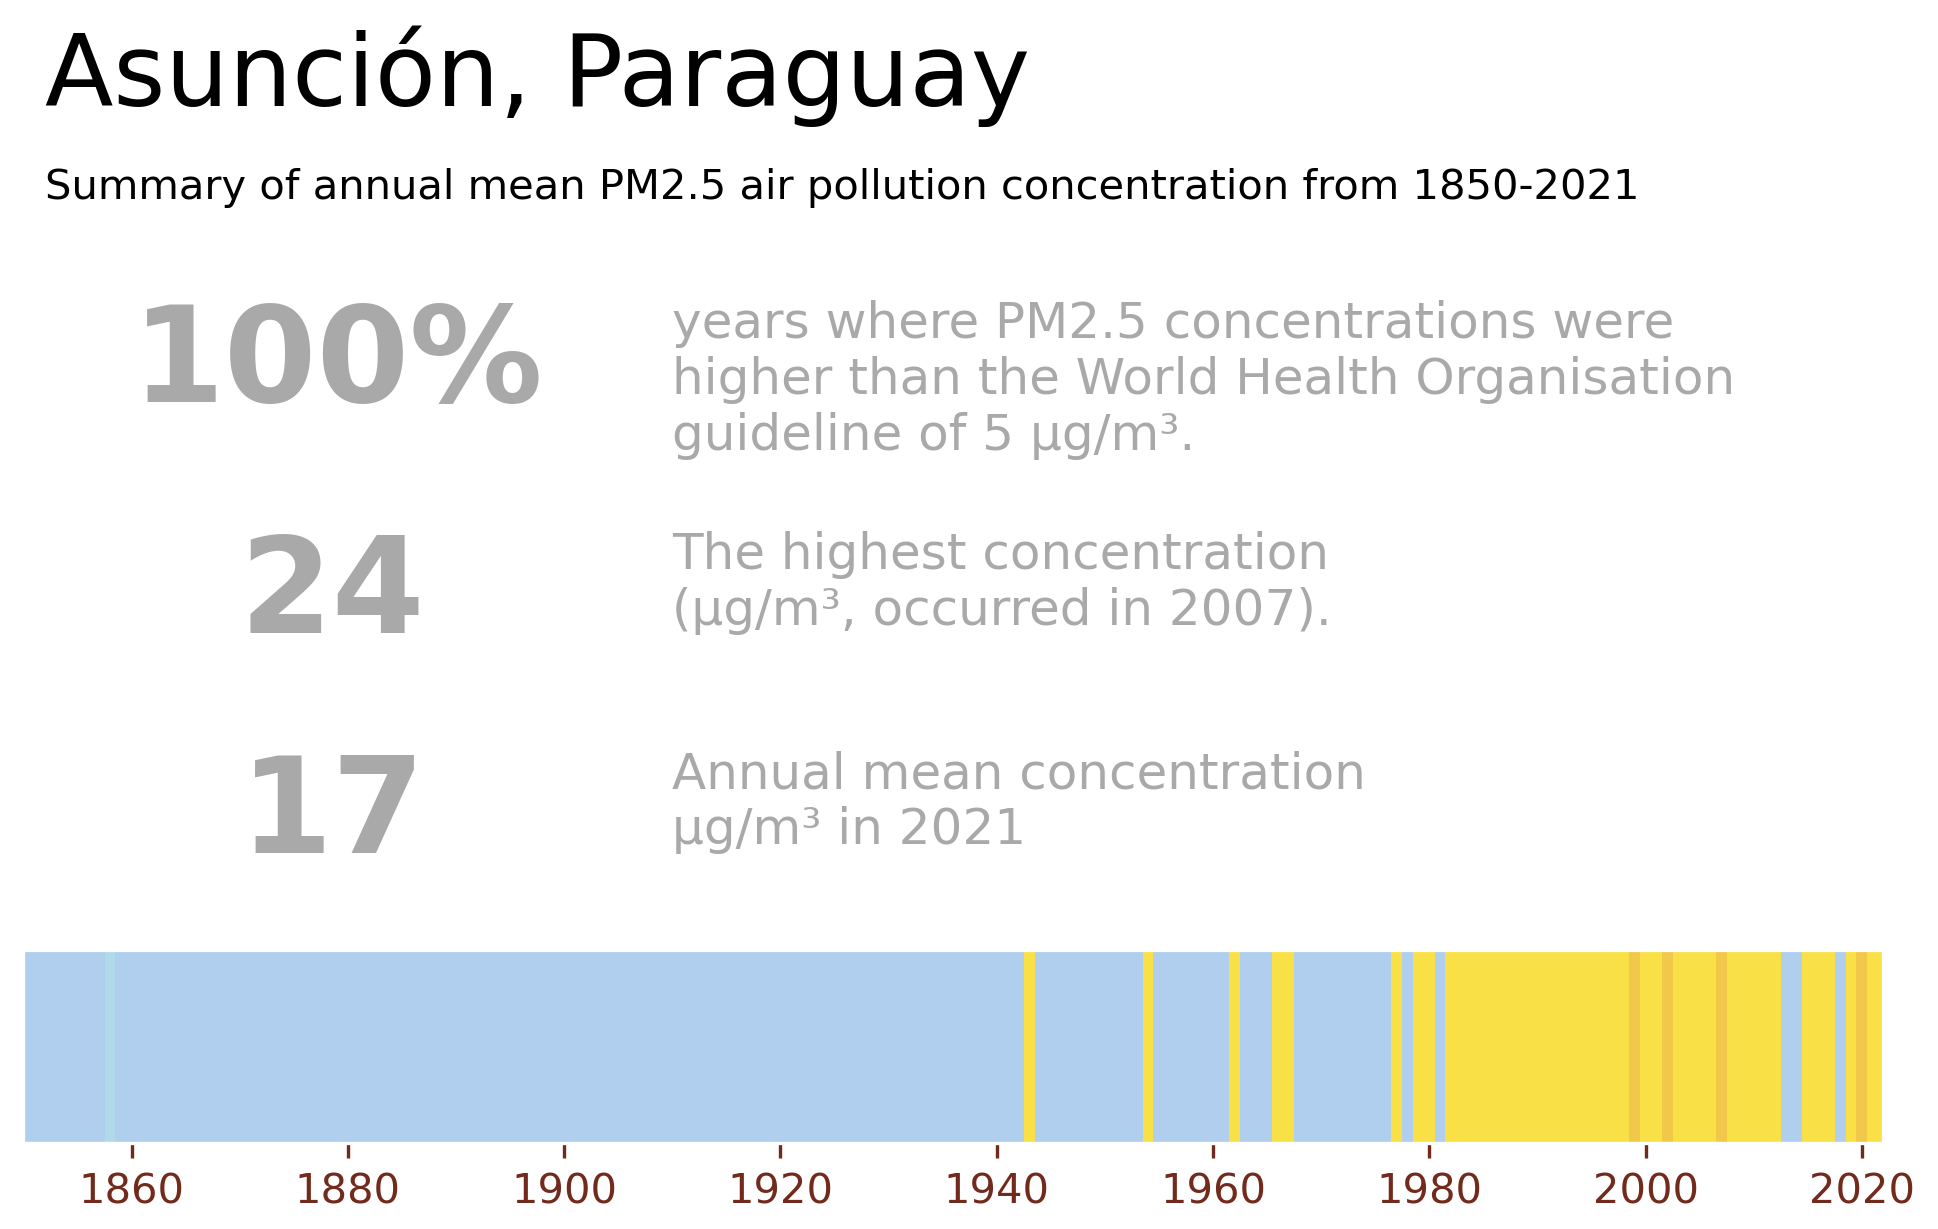 Asunción, Paraguay
Summary of annual mean PM2.5 air pollution concentration from 1850-2021
100%
years where PM2.5 concentrations were
higher than the World Health Organisation
guideline of 5 µg/m³.
24
The highest concentration
(µg/m³, occurred in 2007).
17
Annual mean concentration
µg/m³ in 2021
1860 1880 1900 1920 1940 1960 1980 2000 2020